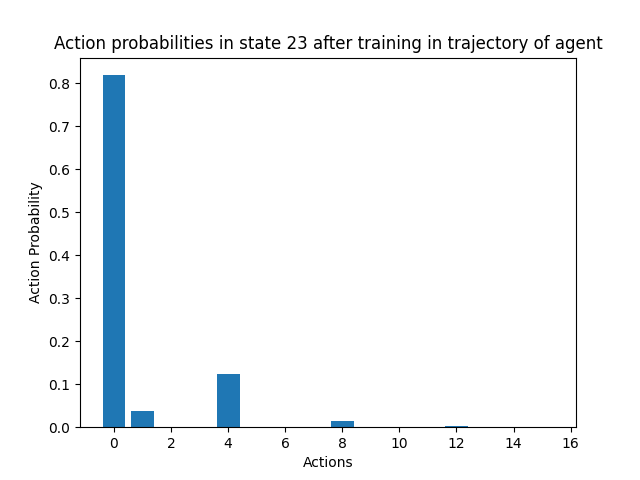 Action probabilities in state 23 after training in trajectory of agent
0.8
0.7
0.6
0.5
0.4
0.3
0.2
0.1
0.0
Action Probability
0 2 4 6 8 10 12 14 16
Actions